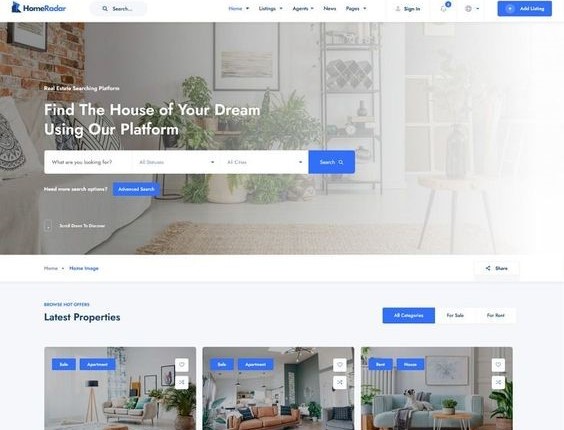 HomeRadar
Search...
Home
Listings
Agents
News
Pages
Sign In
Add Listing
Real Estate Searching Platform
Find The House of Your Dream
Using Our Platform
What are you looking for?
All Statuses
All Cities
Search
Need more search options?
Advanced Search
Scroll Down To Discover
Home
Home Image
Share
BROWSE HOT OFFERS
Latest Properties
All Categories
For Sale
For Rent
Sale
Apartment
Sale
Apartment
Rent
House